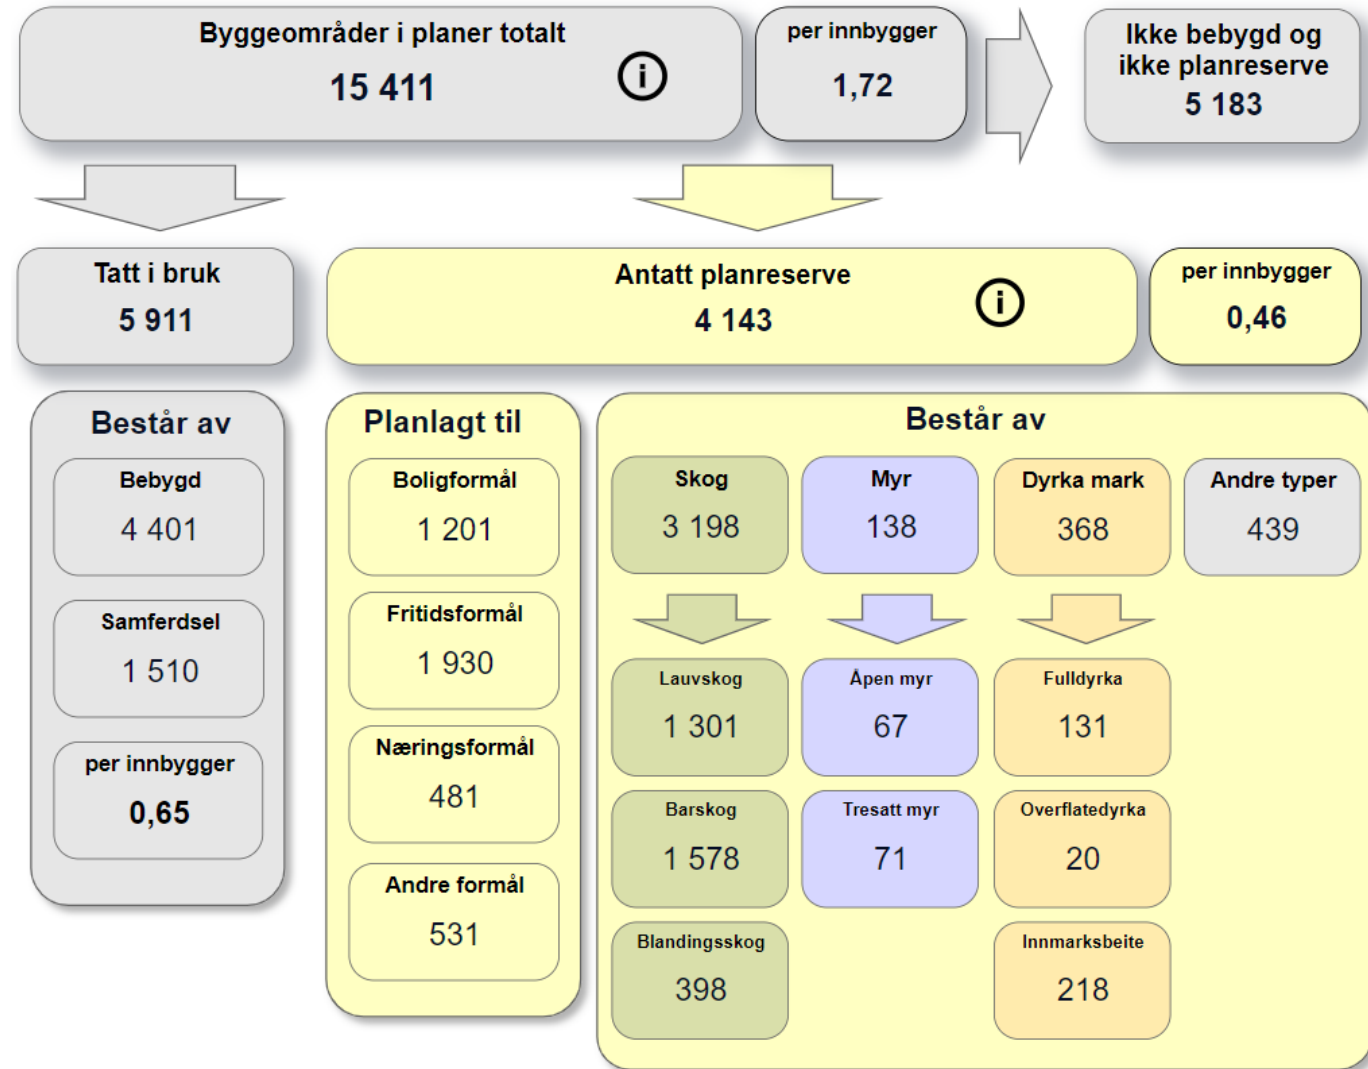 Byggeområder i planer totalt
15 411
i
per innbygger
1,72
Ikke bebygd og
ikke planreserve
5 183
Tatt i bruk
5 911
Antatt planreserve
4 143
i
per innbygger
0,46
Består av
Bebygd
4 401
Samferdsel
1 510
per innbygger
0,65
Planlagt til
Boligformål
1 201
Fritidsformål
1 930
Næringsformål
481
Andre formål
531
Består av
Skog
3 198
Myr
138
Dyrka mark
368
Andre typer
439
Lauvskog
1 301
Åpen myr
67
Fulldyrka
131
Barskog
1 578
Tresatt myr
71
Overflatedyrka
20
Blandingsskog
398
Innmarksbeite
218